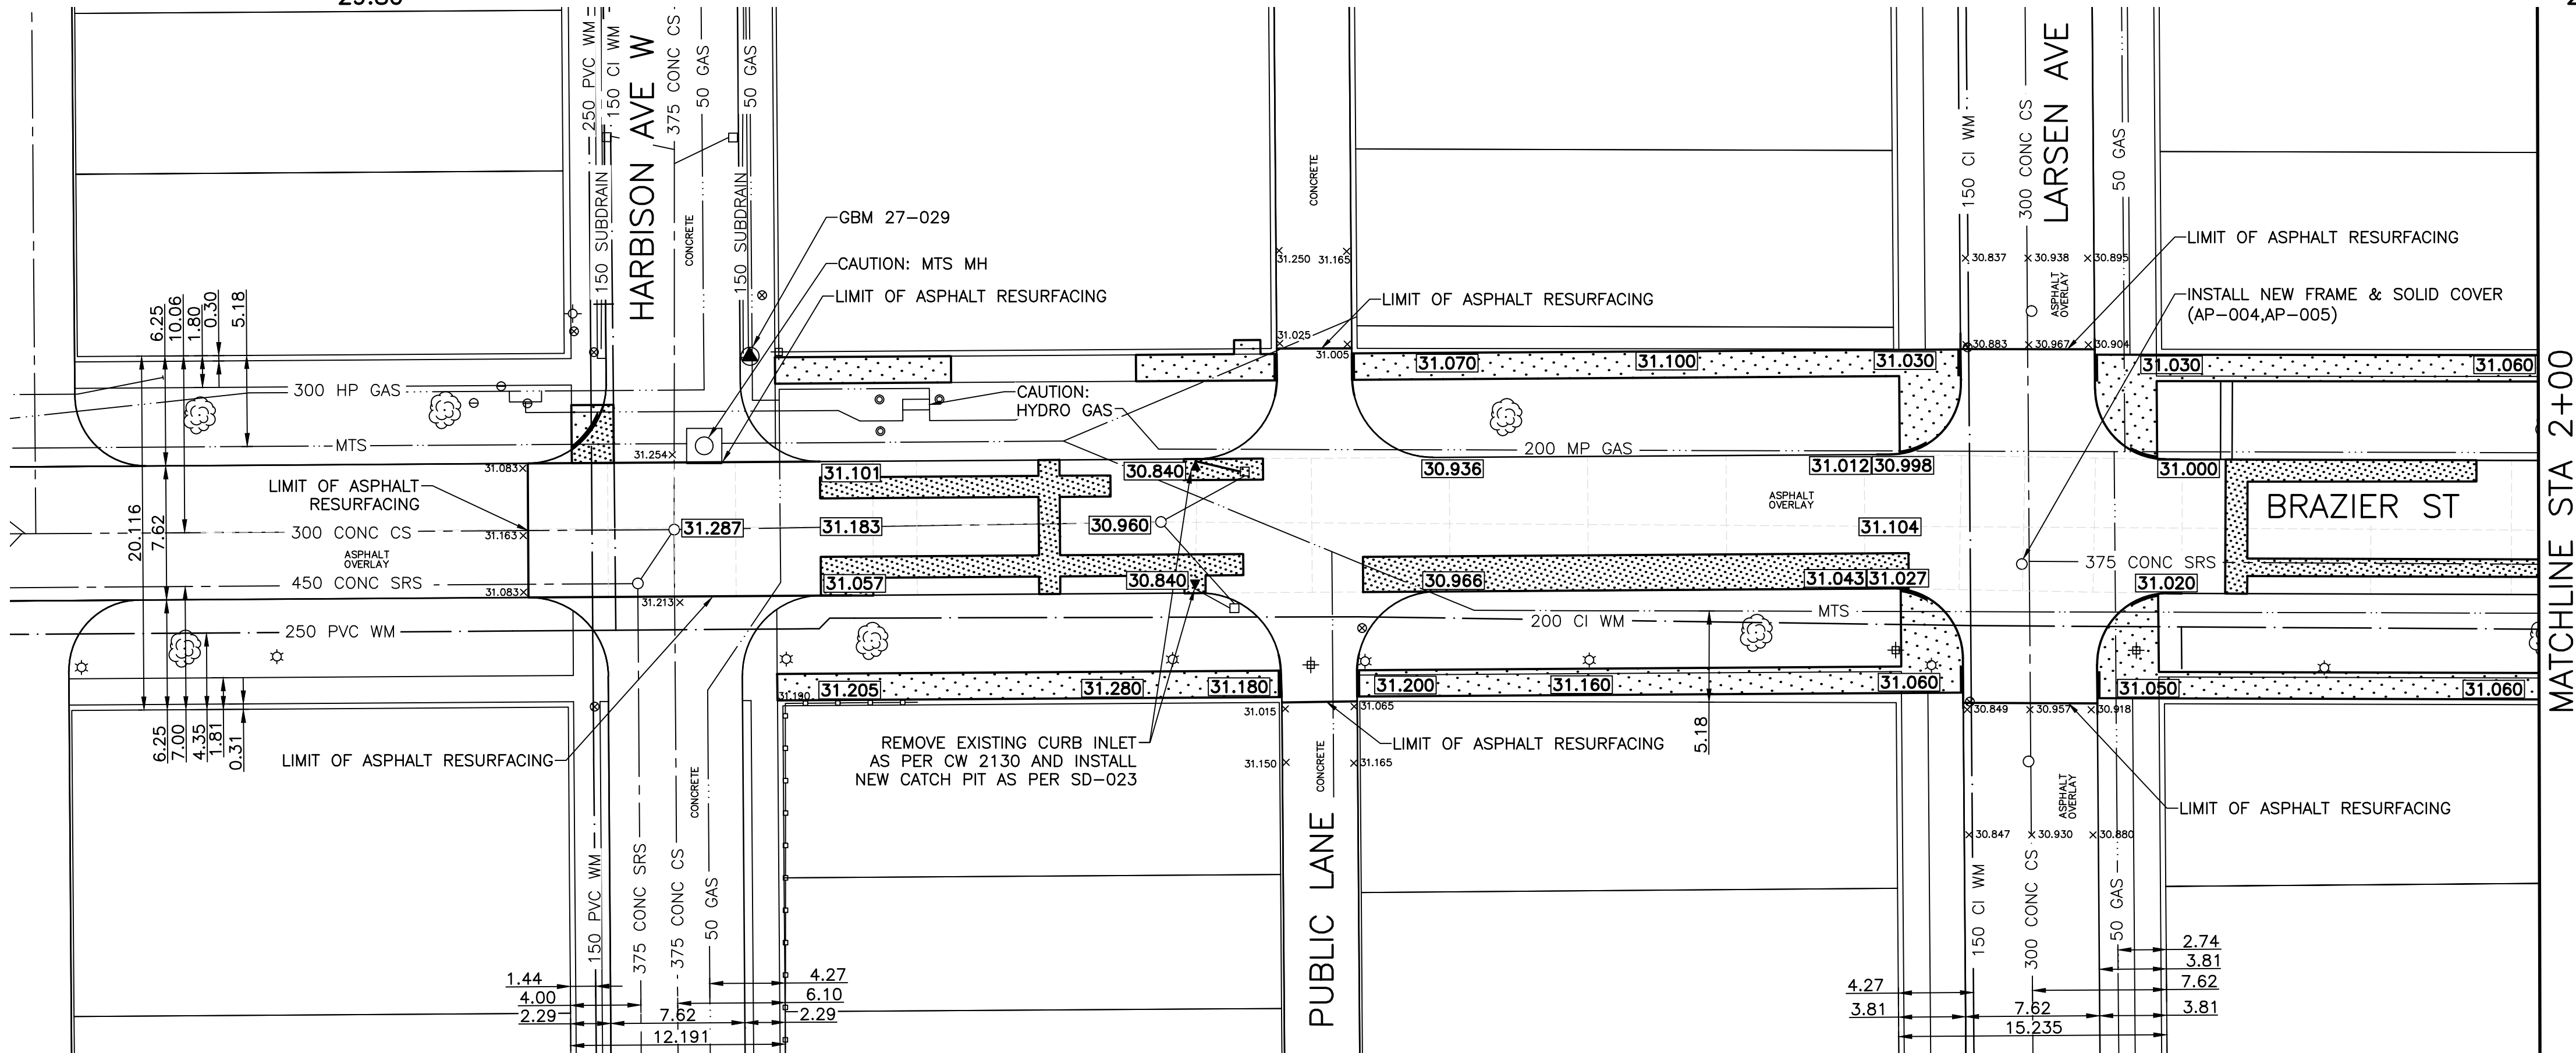 250 PVC WM
150 CI WM
HARBISON AVE W
375 CONC CS
50 GAS
50 GAS
150 SUBDRAIN
CONCRETE
150 SUBDRAIN
GBM 27-029
CAUTION: MTS MH
LIMIT OF ASPHALT RESURFACING
CONCRETE
31.250
31.165
LIMIT OF ASPHALT RESURFACING
31.025
31.005
150 CI WM
300 CONC CS
LARSEN AVE
50 GAS
LIMIT OF ASPHALT RESURFACING
30.837
30.938
30.895
ASPHALT
OVERLAY
INSTALL NEW FRAME & SOLID COVER
(AP-004,AP-005)
30.883
30.967
30.904
6.25
10.06
1.80
0.30
5.18
300 HP GAS
MTS
CAUTION:
HYDRO GAS
31.070
31.100
31.030
31.030
31.060
200 MP GAS
31.083
31.254
31.101
30.840
30.936
31.012
30.998
31.000
LIMIT OF ASPHALT
RESURFACING
300 CONC CS
31.163
31.287
31.183
30.960
ASPHALT
OVERLAY
31.104
BRAZIER ST
MATCHLINE STA 2+00
20.116
7.62
ASPHALT
OVERLAY
450 CONC SRS
31.083
31.213
31.057
30.840
30.966
31.043
31.027
31.020
375 CONC SRS
250 PVC WM
200 CI WM
MTS
31.190
31.205
31.280
31.180
31.200
31.160
31.060
31.050
31.060
6.25
7.00
4.35
1.81
0.31
LIMIT OF ASPHALT RESURFACING
REMOVE EXISTING CURB INLET
AS PER CW 2130 AND INSTALL
NEW CATCH PIT AS PER SD-023
31.015
31.065
LIMIT OF ASPHALT RESURFACING
5.18
31.150
31.165
CONCRETE
30.849
30.957
30.918
LIMIT OF ASPHALT RESURFACING
ASPHALT
OVERLAY
30.847
30.930
30.880
CONCRETE
150 PVC WM
375 CONC SRS
375 CONC CS
50 GAS
PUBLIC LANE
150 CI WM
300 CONC CS
50 GAS
1.44
4.00
2.29
7.62
12.191
4.27
6.10
2.29
4.27
3.81
7.62
15.235
2.74
3.81
7.62
3.81